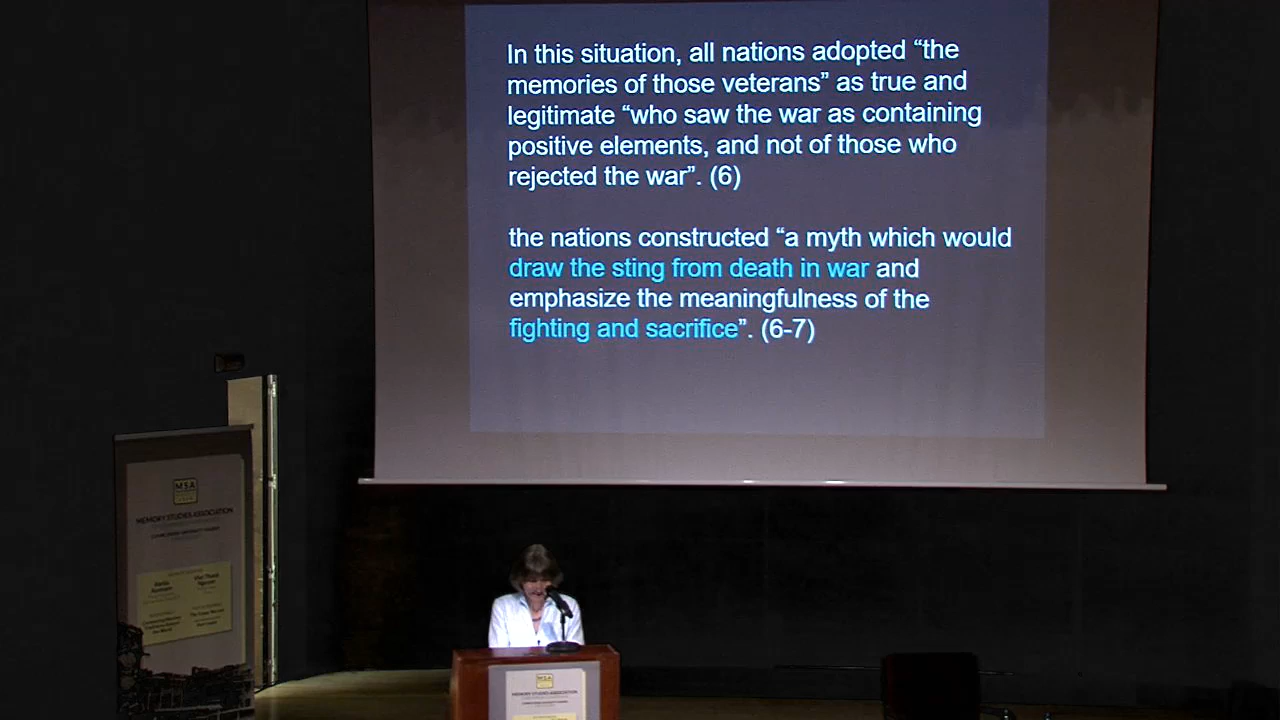 In this situation, all nations adopted “the
memories of those veterans” as true and
legitimate “who saw the war as containing
positive elements, and not of those who
rejected the war”. (6)
the nations constructed “a myth which would
draw the sting from death in war and
emphasize the meaningfulness of the
fighting and sacrifice”. (6-7)
MSA
MEMORY STUDIES ASSOCIATION
MSA
MEMORY STUDIES ASSOCIATION